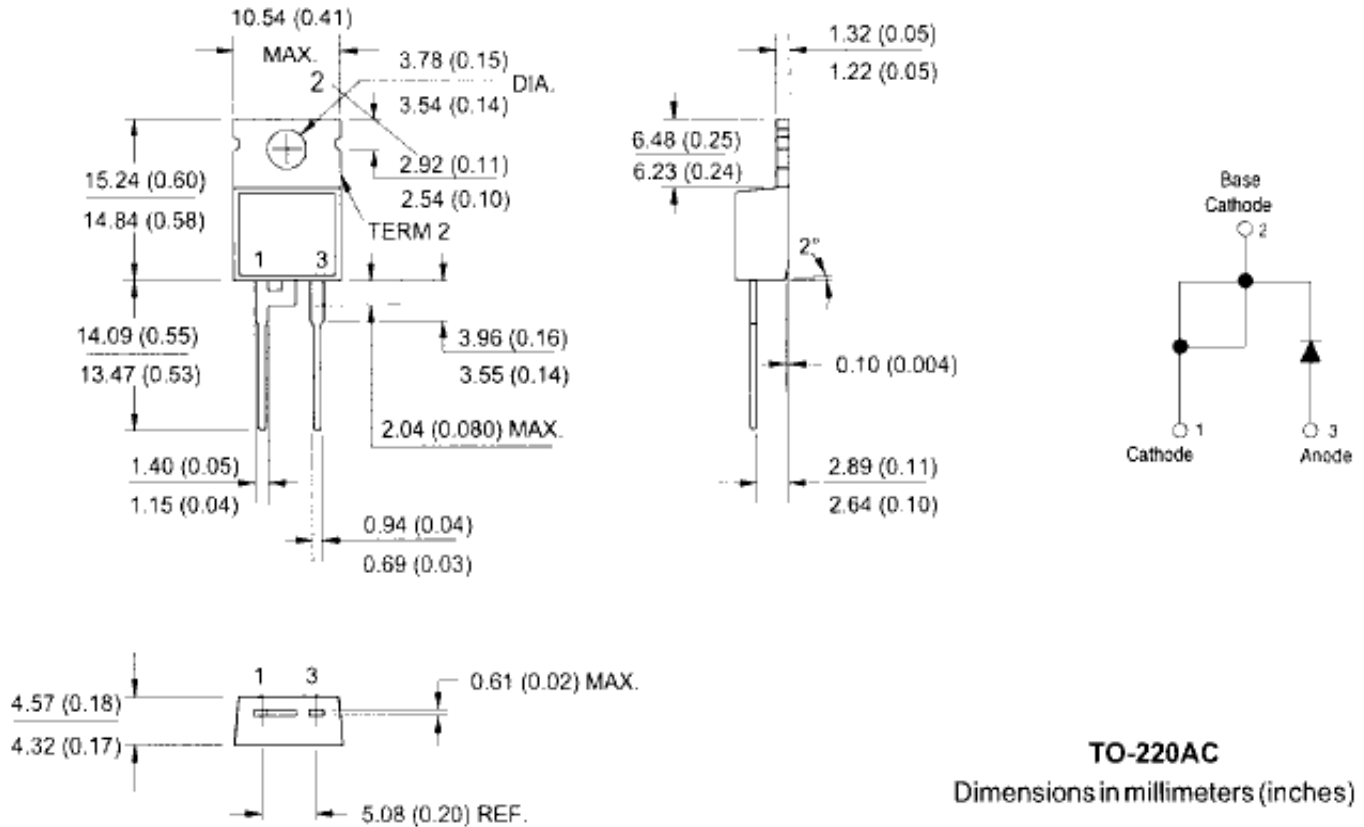 10.54 (0.41)
MAX.
2
3.78 (0.15)
3.54 (0.14)
DIA.
15.24 (0.60)
14.84 (0.58)
2.92 (0.11)
2.54 (0.10)
TERM 2
1 3
14.09 (0.55)
13.47 (0.53)
3.96 (0.16)
3.55 (0.14)
2.04 (0.080) MAX.
1.40 (0.05)
1.15 (0.04)
0.94 (0.04)
0.69 (0.03)
1.32 (0.05)
1.22 (0.05)
6.48 (0.25)
6.23 (0.24)
2°
0.10 (0.004)
2.89 (0.11)
2.64 (0.10)
Base
Cathode
2
1
Cathode
3
Anode
1 3
4.57 (0.18)
4.32 (0.17)
0.61 (0.02) MAX.
5.08 (0.20) REF.
TO-220AC
Dimensions in millimeters (inches)